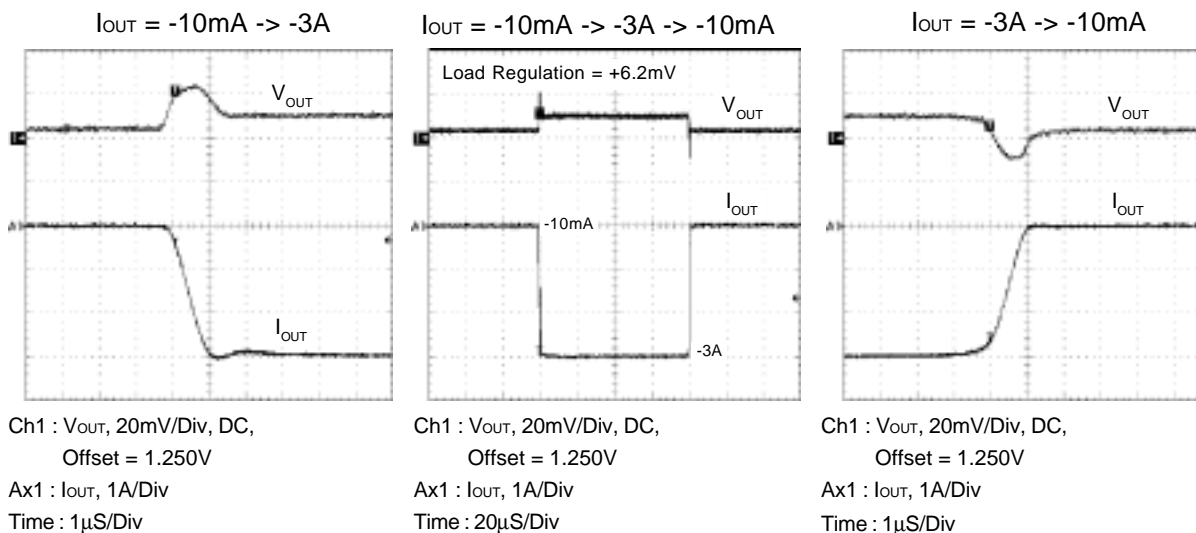 IOUT = -10mA -> -3A
IOUT = -10mA -> -3A -> -10mA
IOUT = -3A -> -10mA
VOUT
IOUT
Load Regulation = +6.2mV
VOUT
IOUT
-10mA
-3A
VOUT
IOUT
Ch1 : VOUT, 20mV/Div, DC,
Offset = 1.250V
Ax1 : IOUT, 1A/Div
Time : 1μS/Div
Ch1 : VOUT, 20mV/Div, DC,
Offset = 1.250V
Ax1 : IOUT, 1A/Div
Time : 20μS/Div
Ch1 : VOUT, 20mV/Div, DC,
Offset = 1.250V
Ax1 : IOUT, 1A/Div
Time : 1μS/Div